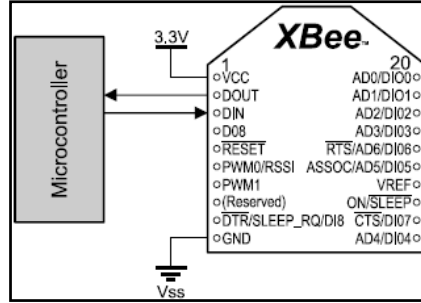 3,3V
XBee™
1
20
VCC
AD0/DIO0
DOUT
AD1/DIO1
DIN
AD2/DIO2
D08
AD3/DIO3
RESET
RTS/AD6/DIO6
PWM0/RSSI
ASSOC/AD5/DIO5
PWM1
VREF
(Reserved)
ON/SLEEP
DTR/SLEEP_RQ/DI8
CTS/DIO7
GND
AD4/DIO4
Microcontroller
Vss